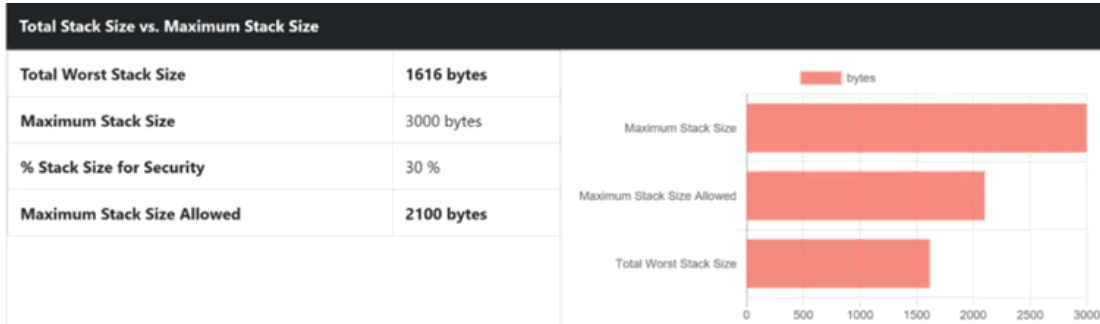 Total Stack Size vs. Maximum Stack Size
Total Worst Stack Size 1616 bytes
Maximum Stack Size 3000 bytes
% Stack Size for Security 30 %
Maximum Stack Size Allowed 2100 bytes
bytes
Maximum Stack Size
Maximum Stack Size Allowed
Total Worst Stack Size
0 500 1000 1500 2000 2500 3000